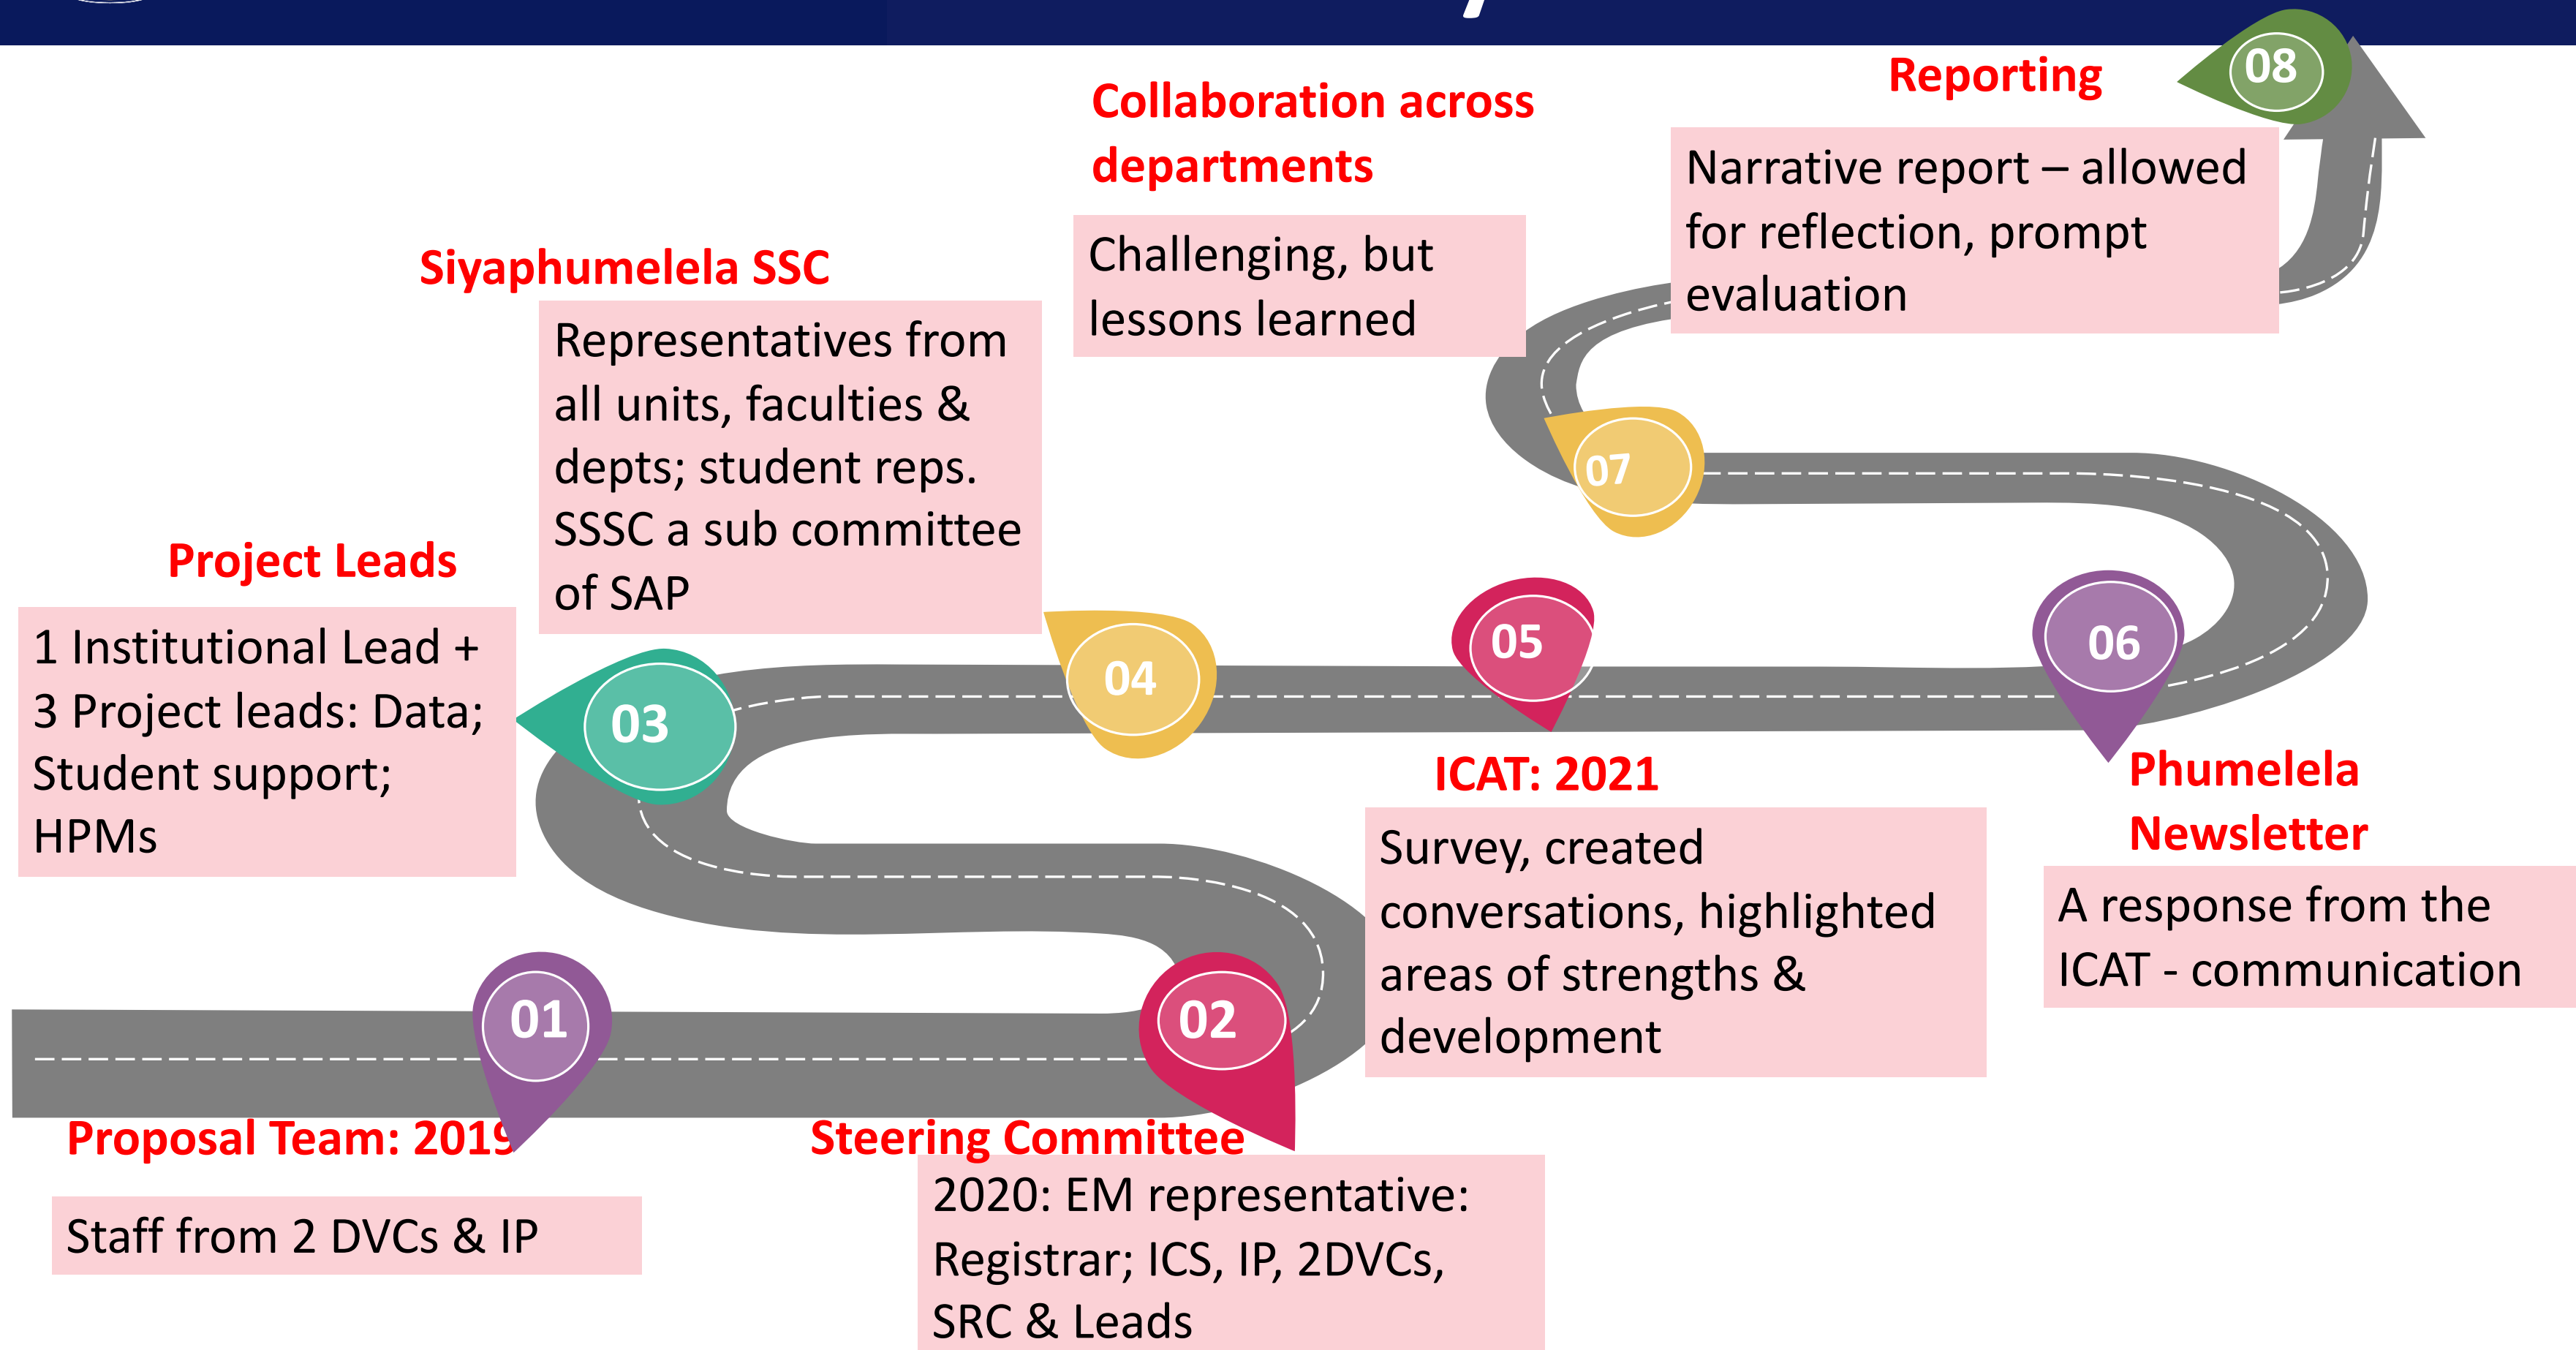 01
Proposal Team: 2019
Staff from 2 DVCs & IP
02
Steering Committee
2020: EM representative:
Registrar; ICS, IP, 2DVCs,
SRC & Leads
03
Project Leads
1 Institutional Lead +
3 Project leads: Data;
Student support;
HPMs
04
Siyaphumelela SSC
Representatives from
all units, faculties &
depts; student reps.
SSSC a sub committee
of SAP
05
ICAT: 2021
Survey, created
conversations, highlighted
areas of strengths &
development
06
Phumelela
Newsletter
A response from the
ICAT - communication
07
Collaboration across
departments
Challenging, but
lessons learned
08
Reporting
Narrative report – allowed
for reflection, prompt
evaluation